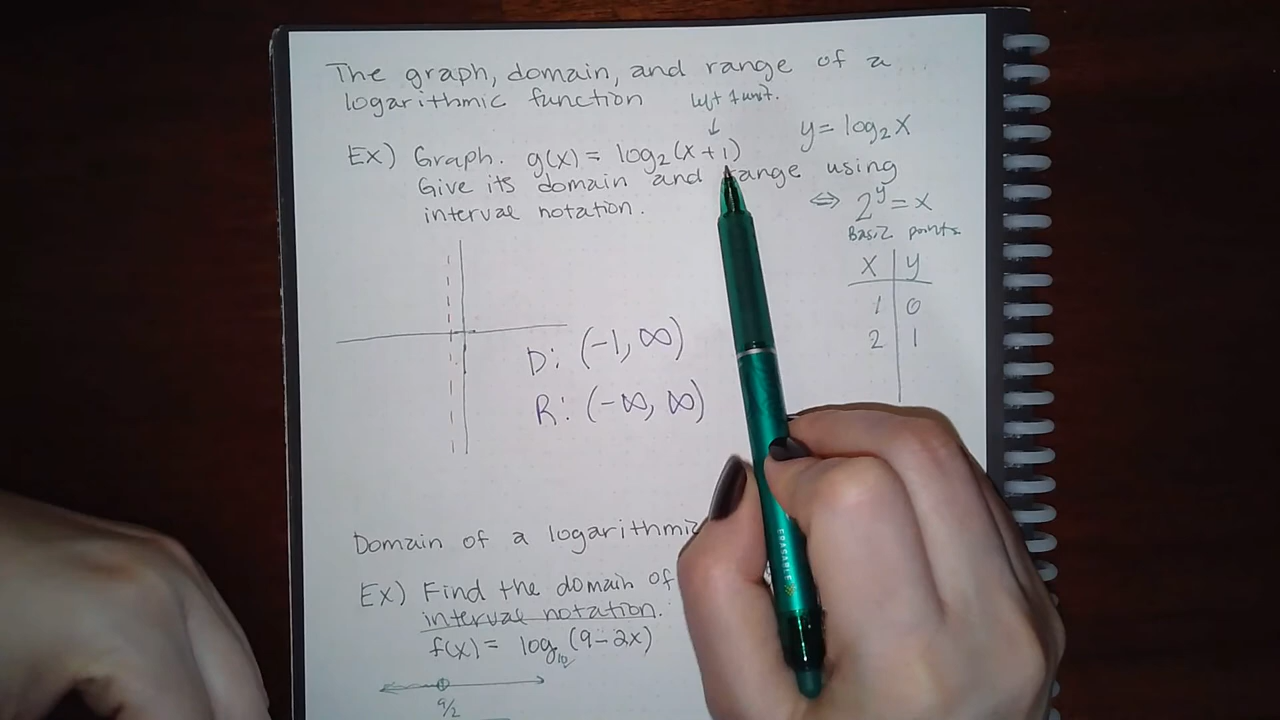 The graph, domain, and range of a
logarithmic function
left 1 unit.
↓
Ex) Graph. g(x) = log₂(x+1)
Give its domain and range using
interval notation.
y = log₂x
⇔ 2^y = x
Basic points
x | y
1 | 0
2 | 1
D: (-1, ∞)
R: (-∞, ∞)
Domain of a logarithmic
Ex) Find the domain of
interval notation.
f(x) = log₁₀(9-2x)
9/2
ERASABLE